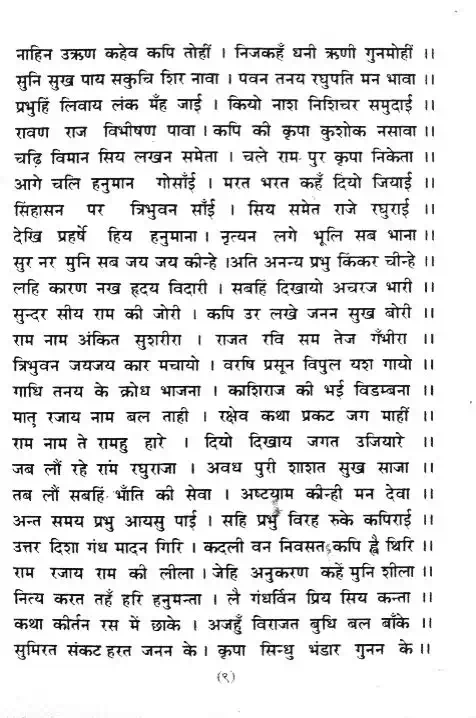 नाहिन उऋण कहेव कपि तोहीं । निजकहँ धनी ऋणी गुनमोहीं ।।
सुनि सुख पाय सकुचि शिर नावा । पवन तनय रघुपति मन भावा ।।
प्रभुहिं लिवाय लंक मँह जाई । कियो नाश निशिचर समुदाई ।।
रावण राज विभीषण पावा । कपि की कृपा कुशोक नसावा ।।
चढ़ि विमान सिय लखन समेता । चले राम पुर कृपा निकेता ।।
आगे चलि हनुमान गोसाँई । मरत भरत कहँ दियो जियाई ।।
सिंहासन पर त्रिभुवन साँई । सिय समेत राजे रघुराई ।।
देखि प्रहर्षे हिय हनुमाना । नृत्यन लगे भूलि सब भाना ।।
सुर नर मुनि सब जय जय कीन्हे ।अति अनन्य प्रभु किंकर चीन्हे ।।
लहि कारण नख हृदय विदारी । सबहिं दिखायो अचरज भारी ।।
सुन्दर सीय राम की जोरी । कपि उर लखे जनन सुख बोरी ।।
राम नाम अंकित सुशरीरा । राजत रवि सम तेज गँभीरा ।।
त्रिभुवन जयजय कार मचायो । वरषि प्रसून विपुल यश गायो ।।
गाधि तनय के क्रोध भाजना । काशिराज की भई विडम्बना ।।
मातृ रजाय नाम बल ताही । रक्षेव कथा प्रकट जग माहीं ।।
राम नाम ते रामहु हारे । दियो दिखाय जगत उजियारे ।।
जब लौं रहे राम रघुराजा । अवध पुरी शाशत सुख साजा ।।
तब लौं सबहिं भाँति की सेवा । अष्टयाम कीन्ही मन देवा ।।
अन्त समय प्रभु आयसु पाई । सहि प्रभु विरह रुके कपिराई ।।
उत्तर दिशा गंध मादन गिरि । कदली वन निवसत कपि ह्वै थिरि ।।
राम रजाय राम की लीला । जेहि अनुकरण कहें मुनि शीला ।।
नित्य करत तहँ हरि हनुमन्ता । लै गंधर्विन प्रिय सिय कन्ता ।।
कथा कीर्तन रस में छाके । अजहुँ विराजत बुधि बल बाँके ।।
सुमिरत संकट हरत जनन के । कृपा सिन्धु भंडार गुनन के ।।
(९)